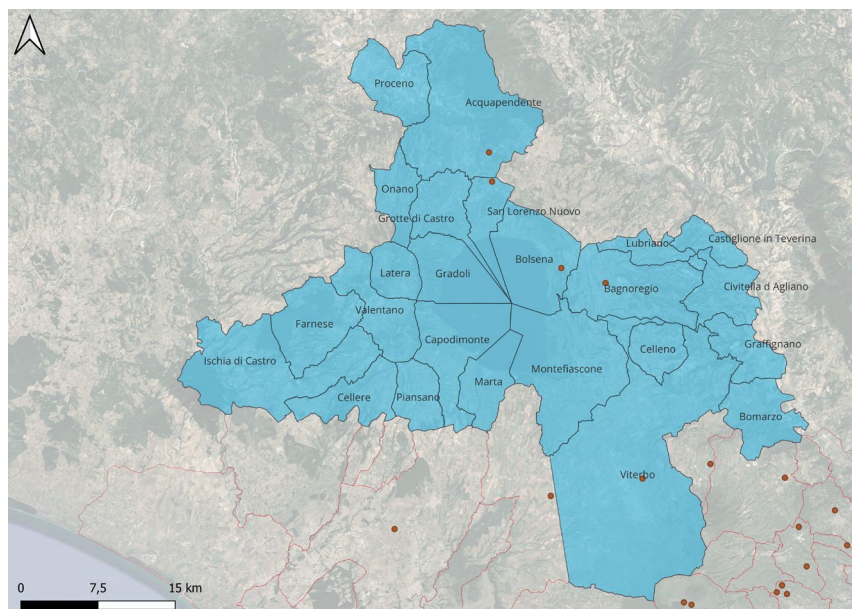 Proceno
Acquapendente
Onano
Grotte di Castro
San Lorenzo Nuovo
Lubriano
Castiglione in Teverina
Latera
Gradoli
Bolsena
Bagnoregio
Civitella d Agliano
Farnese
Valentano
Capodimonte
Celleno
Graffignano
Ischia di Castro
Cellere
Piansano
Marta
Montefiascone
Bomarzo
Viterbo
0 7,5 15 km